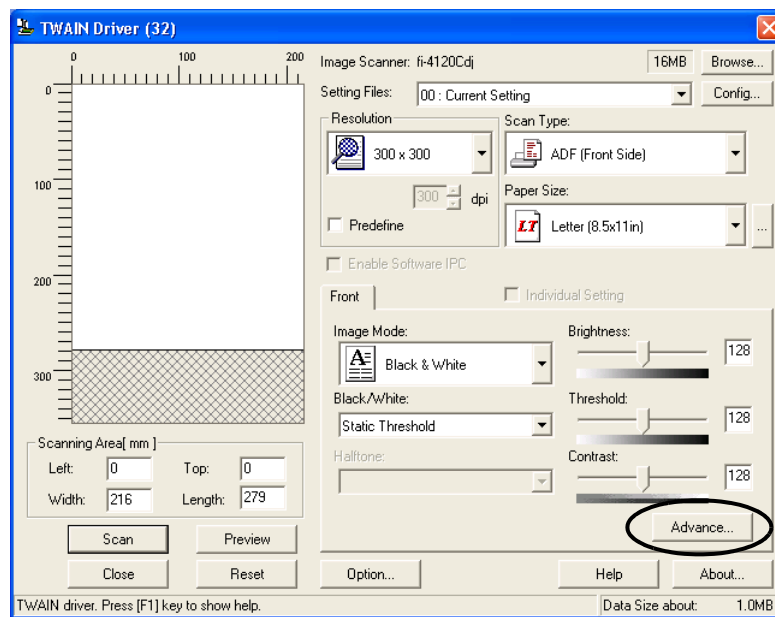 TWAIN Driver (32)
0 100 200
0
100
200
300
Image Scanner: fi-4120Cdj 16MB Browse...
Setting Files: 00 : Current Setting Config...
Resolution
300 x 300
300 dpi
Predefine
Scan Type:
ADF (Front Side)
Paper Size:
LT Letter (8.5x11in) ...
Enable Software IPC
Front Individual Setting
Image Mode:
A Black & White
Black/White:
Static Threshold
Halftone:
Brightness:
128
Threshold:
128
Contrast:
128
Advance...
Scanning Area[ mm ]
Left: 0 Top: 0
Width: 216 Length: 279
Scan Preview
Close Reset Option... Help About...
TWAIN driver. Press [F1] key to show help. Data Size about: 1.0MB